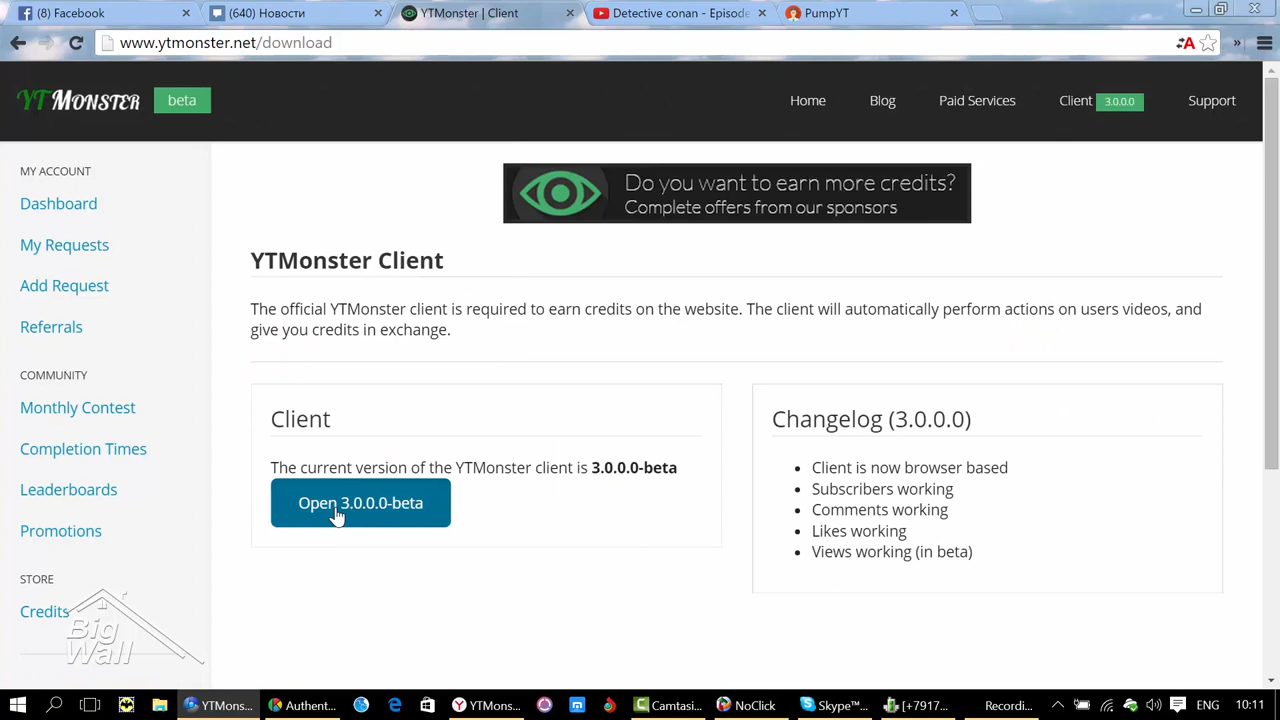 (8) Facebook
(640) Новости
YTMonster | Client
Detective conan - Episode
PumpYT
www.ytmonster.net/download
YTMONSTER
beta
Home
Blog
Paid Services
Client 3.0.0.0
Support
MY ACCOUNT
Dashboard
My Requests
Add Request
Referrals
COMMUNITY
Monthly Contest
Completion Times
Leaderboards
Promotions
STORE
Credits
Do you want to earn more credits?
Complete offers from our sponsors
YTMonster Client
The official YTMonster client is required to earn credits on the website. The client will automatically perform actions on users videos, and
give you credits in exchange.
Client
The current version of the YTMonster client is 3.0.0.0-beta
Open 3.0.0.0-beta
Changelog (3.0.0.0)
• Client is now browser based
• Subscribers working
• Comments working
• Likes working
• Views working (in beta)
Big
Wall
YTMons...
Authent...
YTMons...
Camtasi...
NoClick
Skype™...
[+7917...
Recordi...
ENG
10:11